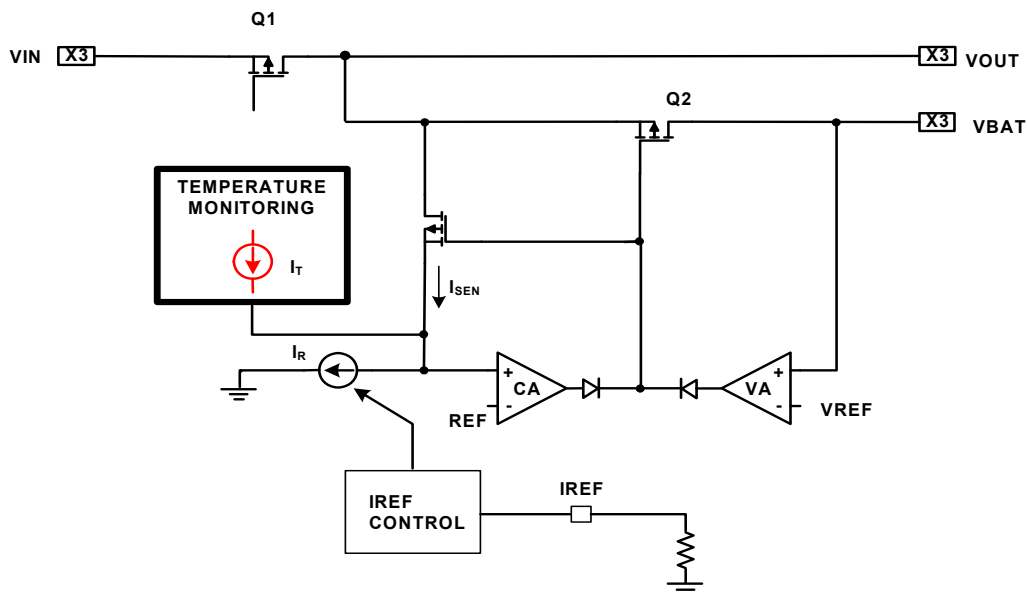 Q1
VIN
X3
X3
VOUT
Q2
X3
VBAT
TEMPERATURE
MONITORING
IT
ISEN
IR
+
CA
-
REF
+
VA
-
VREF
IREF
CONTROL
IREF